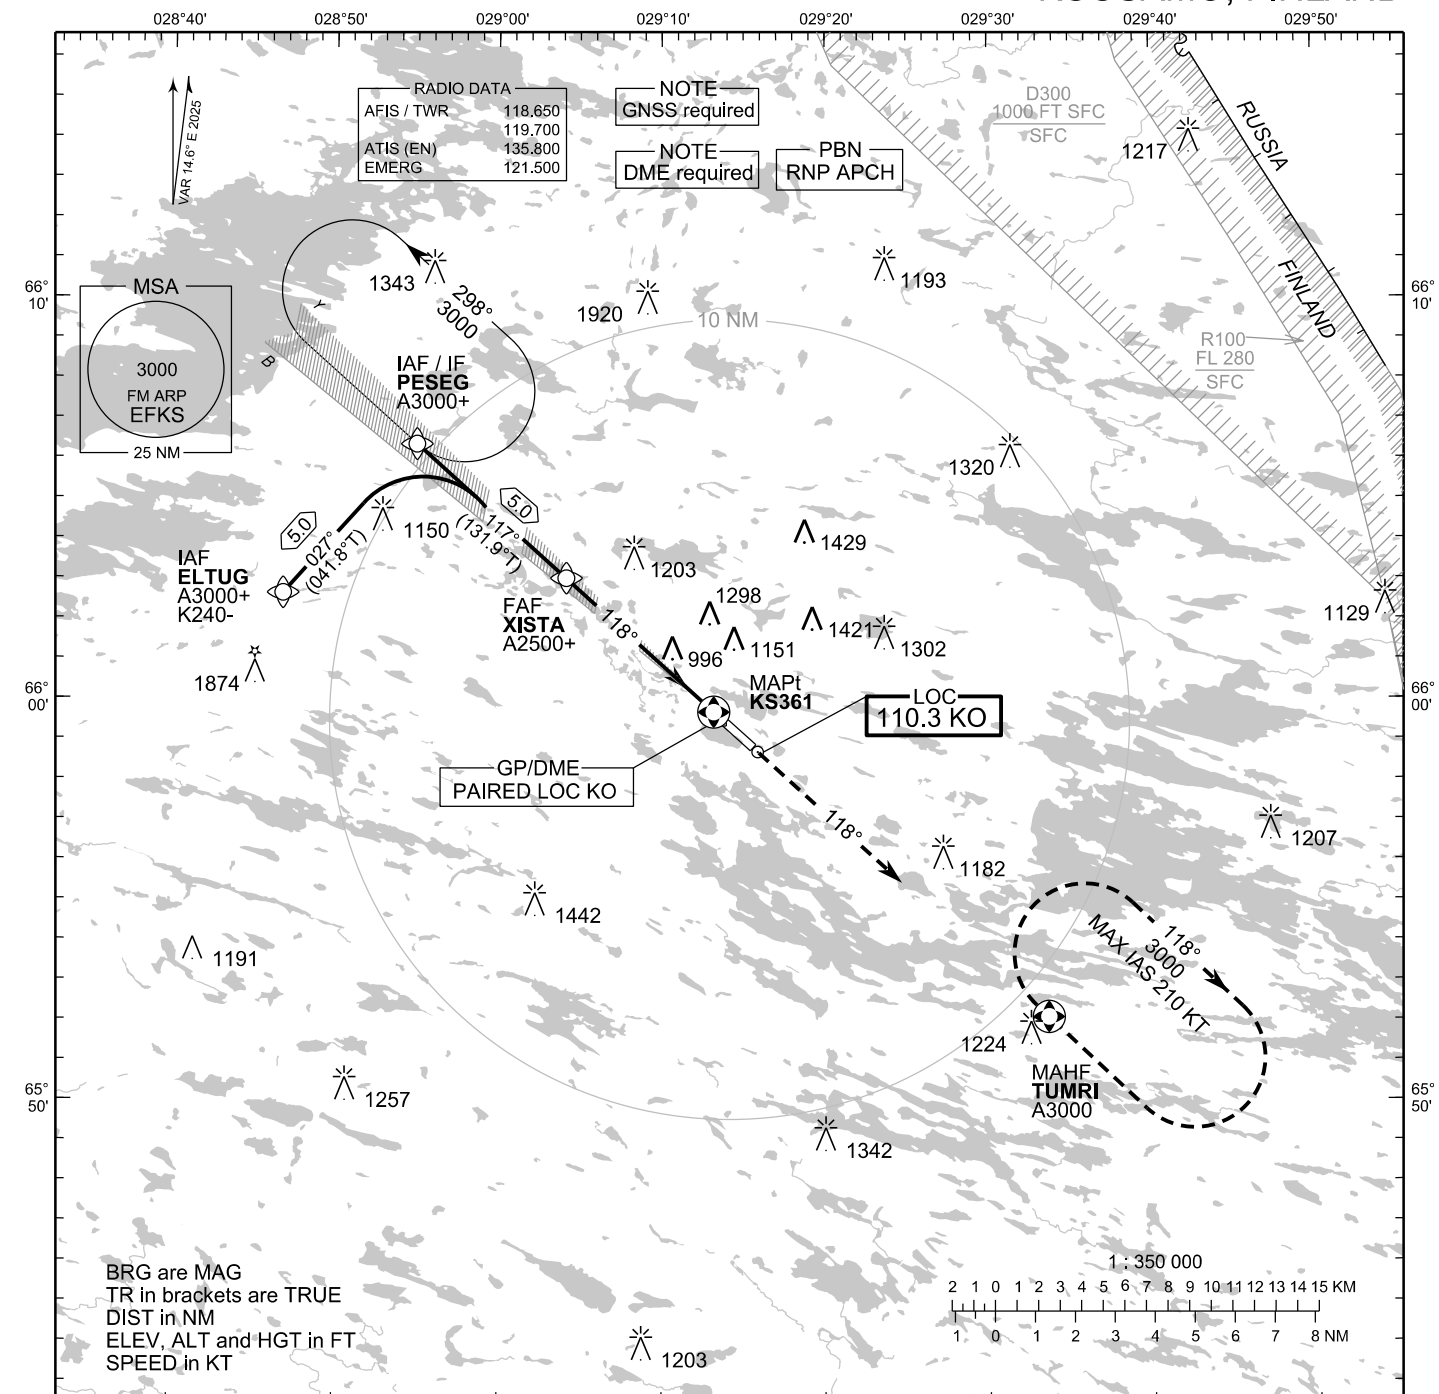 028°40'
028°50'
029°00'
029°10'
029°20'
029°30'
029°40'
029°50'
VAR 14.6° E 2025
RADIO DATA
AFIS / TWR 118.650
119.700
ATIS (EN) 135.800
EMERG 121.500
NOTE
GNSS required
NOTE
DME required
PBN
RNP APCH
D300
1000 FT SFC
SFC
1217
RUSSIA
FINLAND
66°
10'
66°
10'
MSA
3000
FM ARP
EFKS
25 NM
1343
298°
3000
1920
1193
10 NM
R100
FL 280
SFC
Y
B
IAF / IF
PESEG
A3000+
1320
5.0
117°
(131.9°T)
5.0
027°
(041.8°T)
1150
IAF
ELTUG
A3000+
K240-
1203
1429
1298
1421
1302
1151
996
1129
FAF
XISTA
A2500+
118°
1874
66°
00'
66°
00'
MAPt
KS361
LOC
110.3 KO
GP/DME
PAIRED LOC KO
118°
1182
1207
1442
1191
118°
3000
MAX IAS 210 KT
1224
MAHF
TUMRI
A3000
65°
50'
65°
50'
1257
1342
1203
BRG are MAG
TR in brackets are TRUE
DIST in NM
ELEV, ALT and HGT in FT
SPEED in KT
1 : 350 000
2 1 0 1 2 3 4 5 6 7 8 9 10 11 12 13 14 15 KM
1 0 1 2 3 4 5 6 7 8 NM